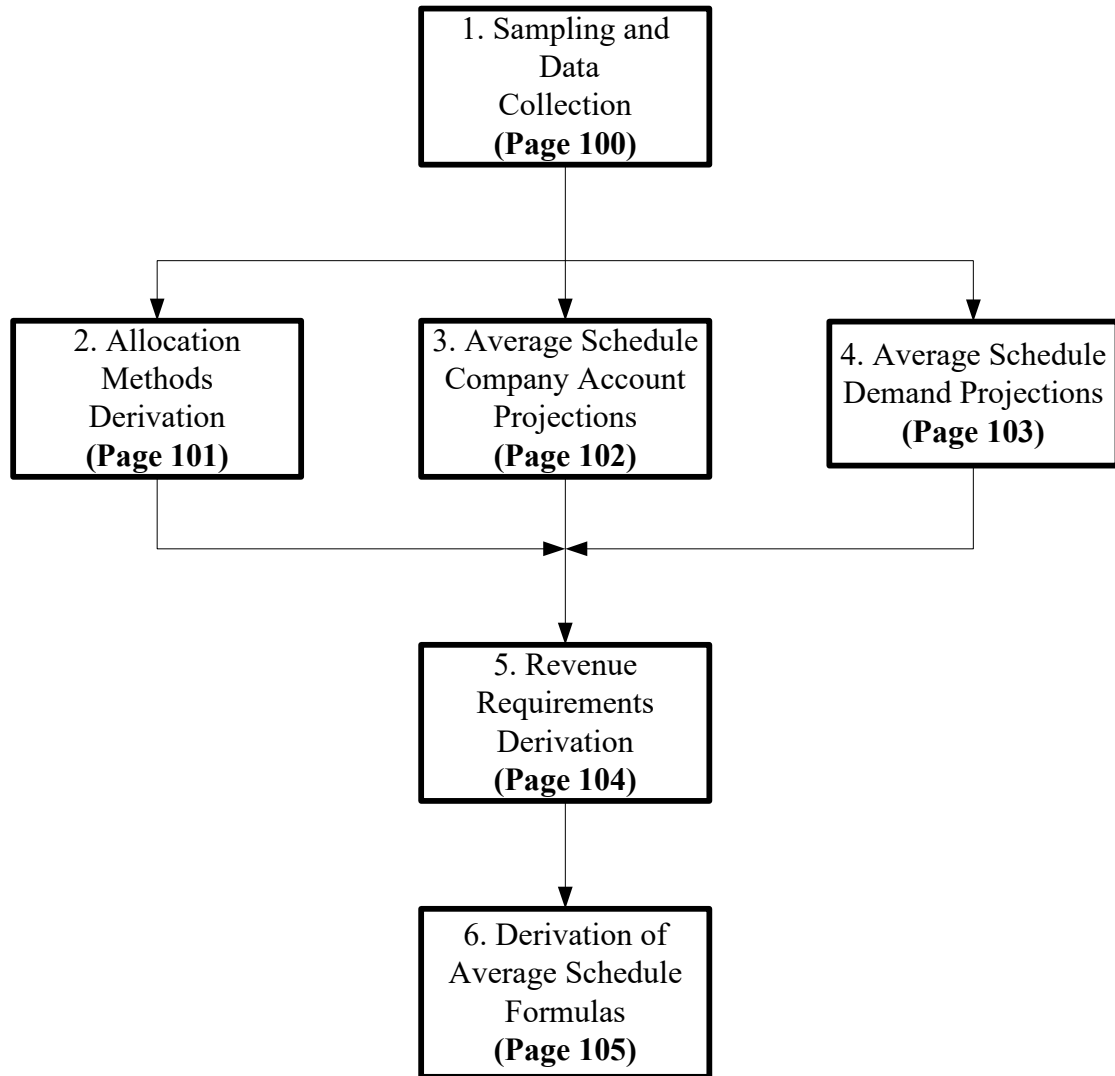 1. Sampling and
Data
Collection
(Page 100)
2. Allocation
Methods
Derivation
(Page 101)
3. Average Schedule
Company Account
Projections
(Page 102)
4. Average Schedule
Demand Projections
(Page 103)
5. Revenue
Requirements
Derivation
(Page 104)
6. Derivation of
Average Schedule
Formulas
(Page 105)